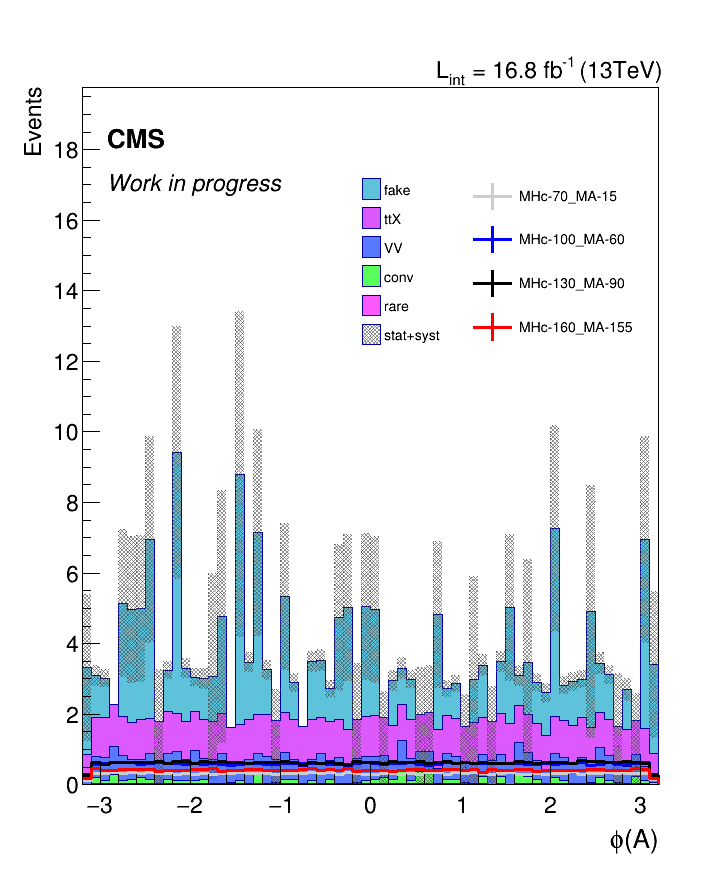 L_int = 16.8 fb^-1 (13TeV)
Events
CMS
Work in progress
fake
ttX
VV
conv
rare
stat+syst
MHc-70_MA-15
MHc-100_MA-60
MHc-130_MA-90
MHc-160_MA-155
18
16
14
12
10
8
6
4
2
0
−3 −2 −1 0 1 2 3
ϕ(A)